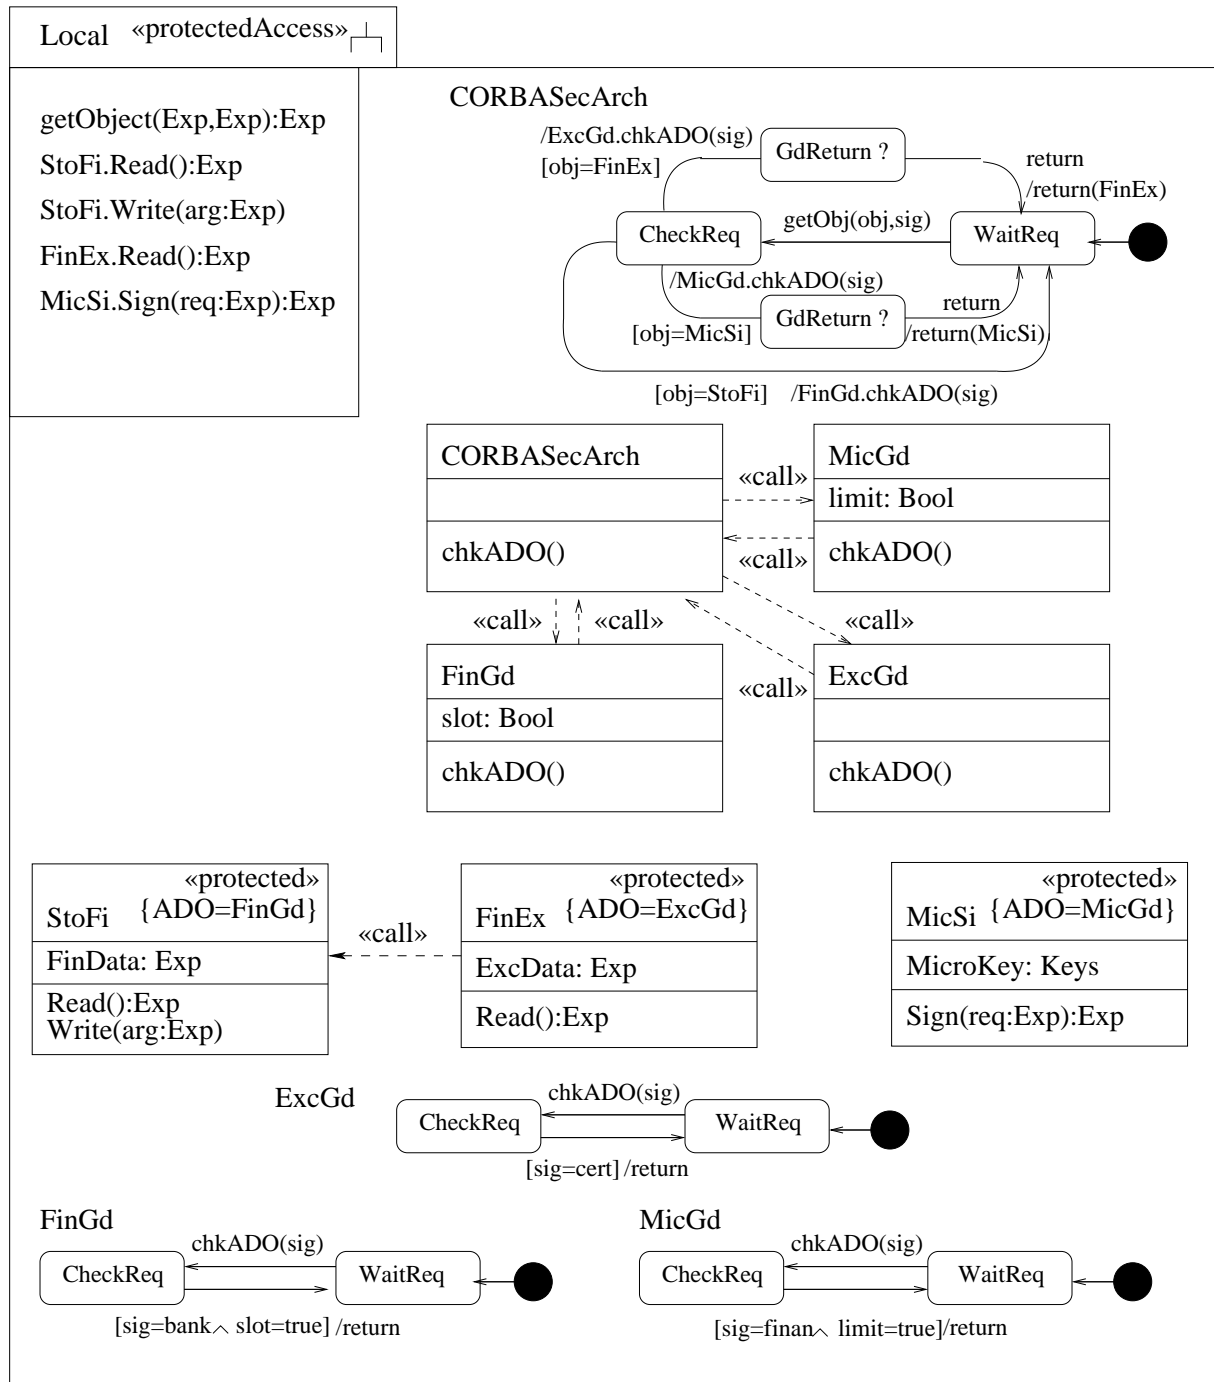 Local «protectedAccess»
getObject(Exp,Exp):Exp
StoFi.Read():Exp
StoFi.Write(arg:Exp)
FinEx.Read():Exp
MicSi.Sign(req:Exp):Exp
CORBASecArch
/ExcGd.chkADO(sig)
[obj=FinEx]
GdReturn ?
return
/return(FinEx)
CheckReq
getObj(obj,sig)
WaitReq
/MicGd.chkADO(sig)
[obj=MicSi]
GdReturn ?
return
/return(MicSi)
[obj=StoFi] /FinGd.chkADO(sig)
CORBASecArch
chkADO()
«call»
«call»
MicGd
limit: Bool
chkADO()
«call» «call»
«call»
«call»
FinGd
slot: Bool
chkADO()
ExcGd
chkADO()
«protected»
StoFi {ADO=FinGd}
FinData: Exp
Read():Exp
Write(arg:Exp)
«call»
«protected»
FinEx {ADO=ExcGd}
ExcData: Exp
Read():Exp
«protected»
MicSi {ADO=MicGd}
MicroKey: Keys
Sign(req:Exp):Exp
ExcGd
chkADO(sig)
CheckReq
WaitReq
[sig=cert] /return
FinGd
chkADO(sig)
CheckReq
WaitReq
[sig=bank∧ slot=true] /return
MicGd
chkADO(sig)
CheckReq
WaitReq
[sig=finan∧ limit=true]/return